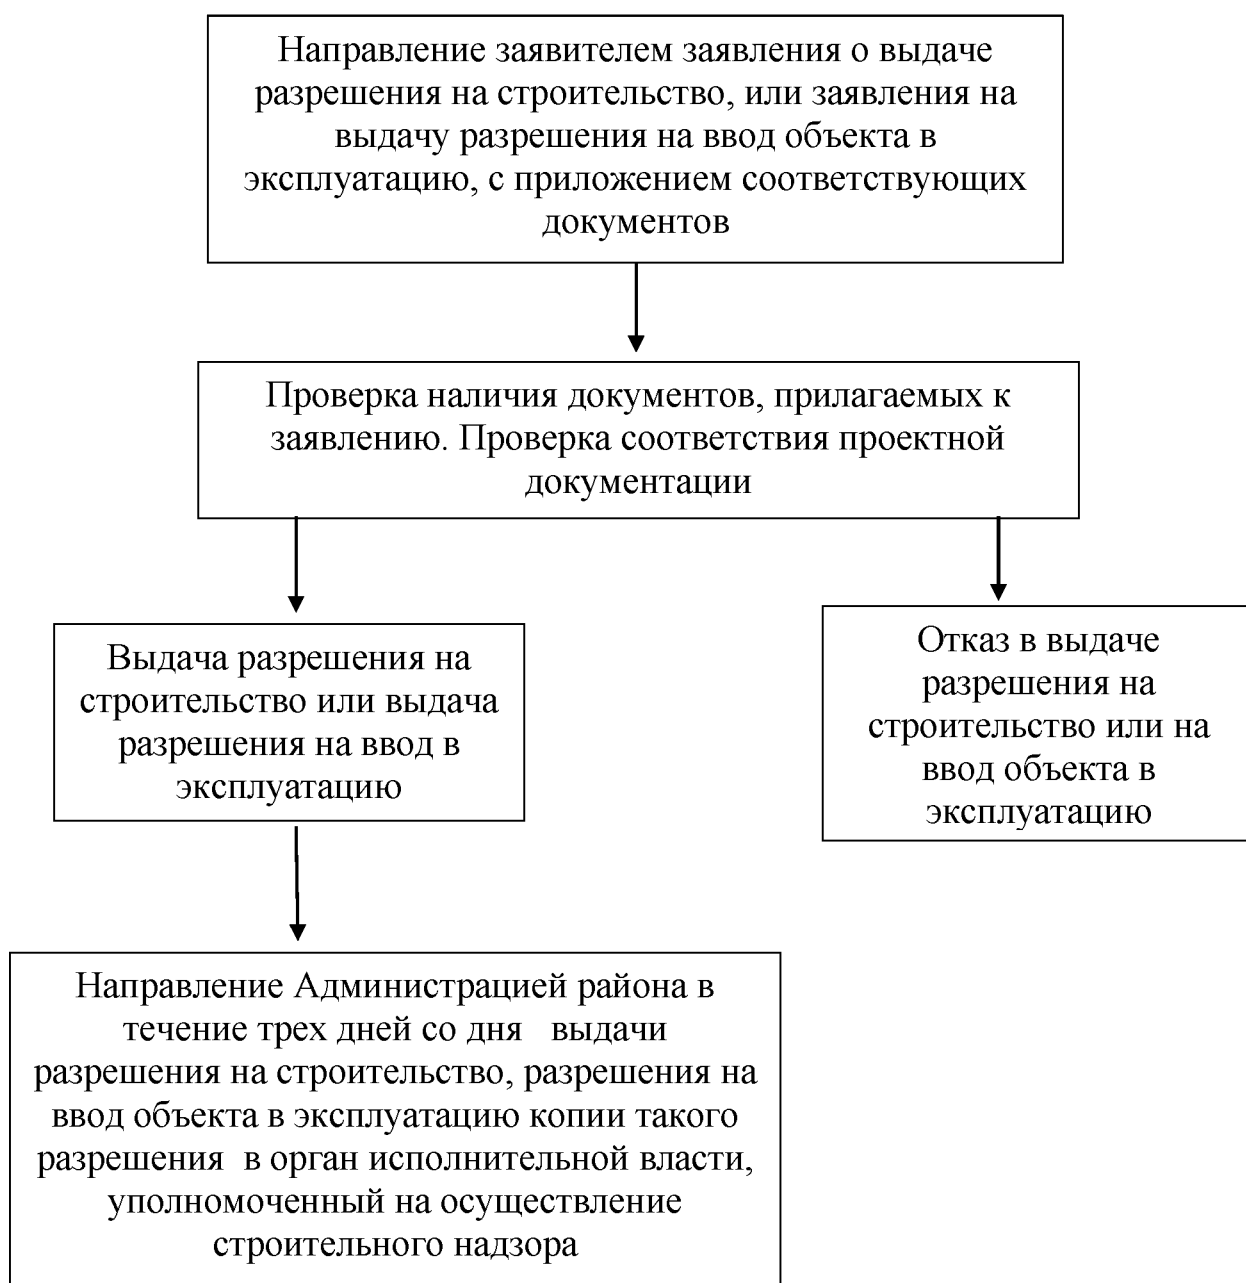 Направление заявителем заявления о выдаче
разрешения на строительство, или заявления на
выдачу разрешения на ввод объекта в
эксплуатацию, с приложением соответствующих
документов
Проверка наличия документов, прилагаемых к
заявлению. Проверка соответствия проектной
документации
Выдача разрешения на
строительство или выдача
разрешения на ввод в
эксплуатацию
Отказ в выдаче
разрешения на
строительство или на
ввод объекта в
эксплуатацию
Направление Администрацией района в
течение трех дней со дня выдачи
разрешения на строительство, разрешения на
ввод объекта в эксплуатацию копии такого
разрешения в орган исполнительной власти,
уполномоченный на осуществление
строительного надзора